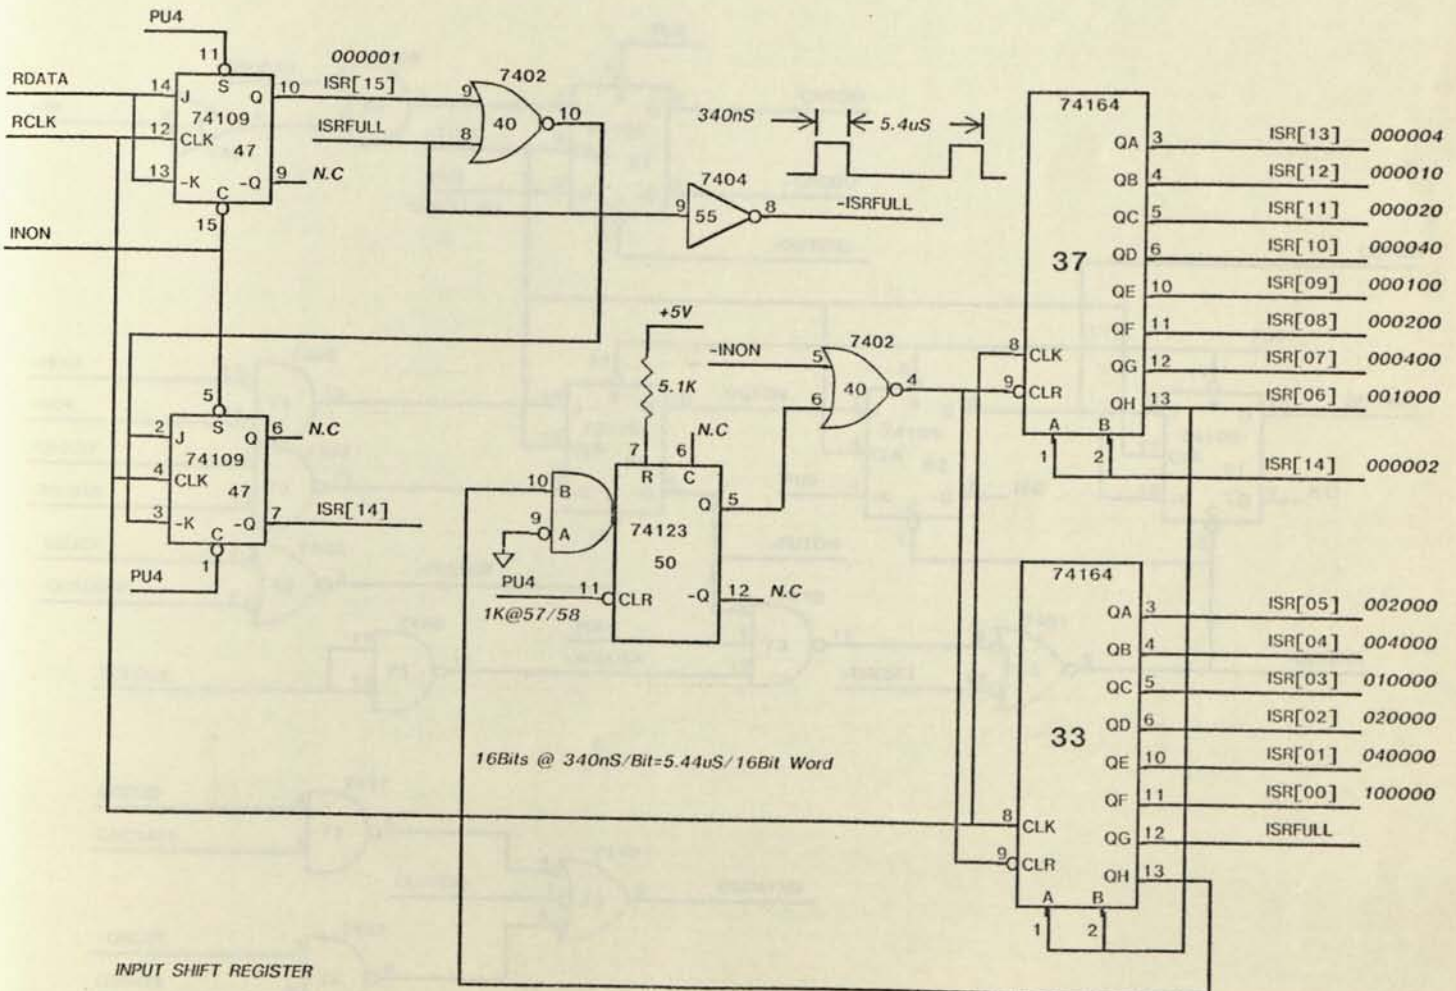 PU4
11
S
RDATA
14
J
Q
10
74109
RCLK
12
CLK
47
13
-K
-Q
9
N.C
C
15
INON
000001
ISR[15]
ISRFULL
9
8
7402
40
10
7404
9
55
8
-ISRFULL
340nS
5.4uS
5
S
2
J
Q
6
N.C
74109
4
CLK
47
3
-K
-Q
7
ISR[14]
C
1
PU4
+5V
5.1K
7
R
N.C
6
C
10
B
9
A
Q
5
74123
50
PU4
11
CLR
-Q
12
N.C
1K@57/58
-INON
5
6
7402
40
4
74164
37
QA 3 ISR[13] 000004
QB 4 ISR[12] 000010
QC 5 ISR[11] 000020
QD 6 ISR[10] 000040
QE 10 ISR[09] 000100
QF 11 ISR[08] 000200
QG 12 ISR[07] 000400
QH 13 ISR[06] 001000
8 CLK
9 CLR
A B
1 2
ISR[14] 000002
74164
33
QA 3 ISR[05] 002000
QB 4 ISR[04] 004000
QC 5 ISR[03] 010000
QD 6 ISR[02] 020000
QE 10 ISR[01] 040000
QF 11 ISR[00] 100000
QG 12 ISRFULL
QH 13
8 CLK
9 CLR
A B
1 2
16Bits @ 340nS/Bit=5.44uS/16Bit Word
INPUT SHIFT REGISTER